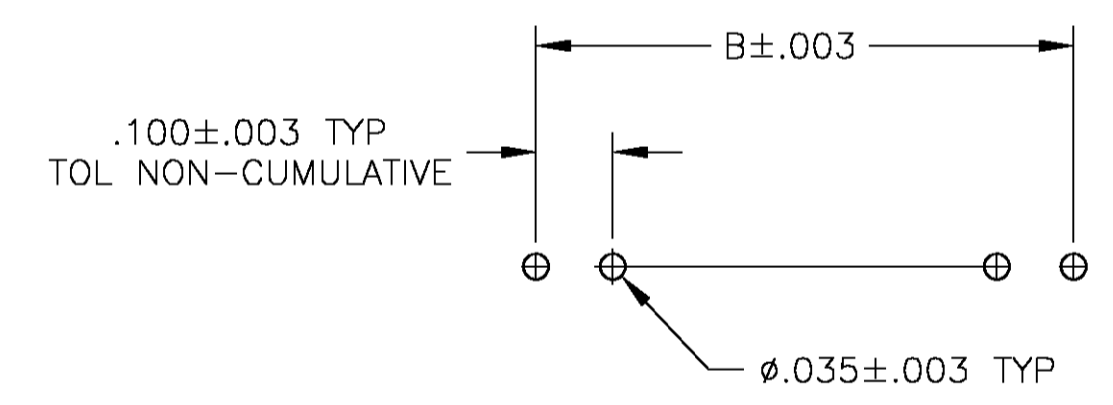 B±.003
.100±.003 TYP
TOL NON-CUMULATIVE
ø.035±.003 TYP